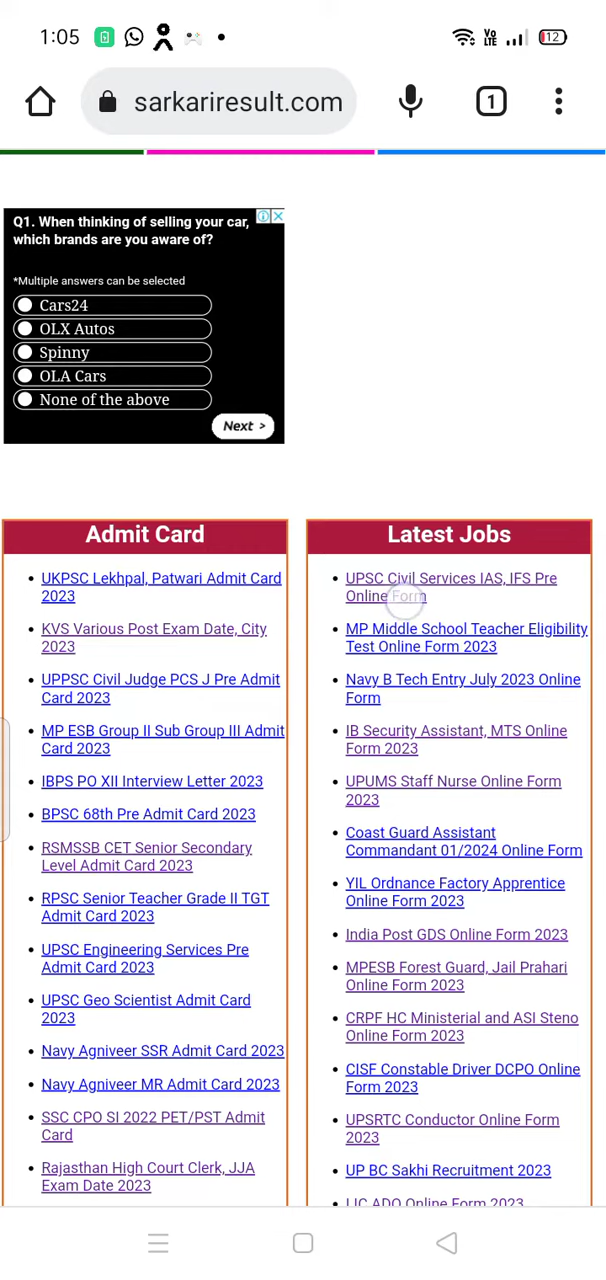 1:05
Vo
LTE
12
sarkariresult.com
1
Q1. When thinking of selling your car,
which brands are you aware of?
*Multiple answers can be selected
Cars24
OLX Autos
Spinny
OLA Cars
None of the above
Next >
Admit Card
UKPSC Lekhpal, Patwari Admit Card
2023
KVS Various Post Exam Date, City
2023
UPPSC Civil Judge PCS J Pre Admit
Card 2023
MP ESB Group II Sub Group III Admit
Card 2023
IBPS PO XII Interview Letter 2023
BPSC 68th Pre Admit Card 2023
RSMSSB CET Senior Secondary
Level Admit Card 2023
RPSC Senior Teacher Grade II TGT
Admit Card 2023
UPSC Engineering Services Pre
Admit Card 2023
UPSC Geo Scientist Admit Card
2023
Navy Agniveer SSR Admit Card 2023
Navy Agniveer MR Admit Card 2023
SSC CPO SI 2022 PET/PST Admit
Card
Rajasthan High Court Clerk, JJA
Exam Date 2023
Latest Jobs
UPSC Civil Services IAS, IFS Pre
Online Form
MP Middle School Teacher Eligibility
Test Online Form 2023
Navy B Tech Entry July 2023 Online
Form
IB Security Assistant, MTS Online
Form 2023
UPUMS Staff Nurse Online Form
2023
Coast Guard Assistant
Commandant 01/2024 Online Form
YIL Ordnance Factory Apprentice
Online Form 2023
India Post GDS Online Form 2023
MPESB Forest Guard, Jail Prahari
Online Form 2023
CRPF HC Ministerial and ASI Steno
Online Form 2023
CISF Constable Driver DCPO Online
Form 2023
UPSRTC Conductor Online Form
2023
UP BC Sakhi Recruitment 2023
LIC ADO Online Form 2023